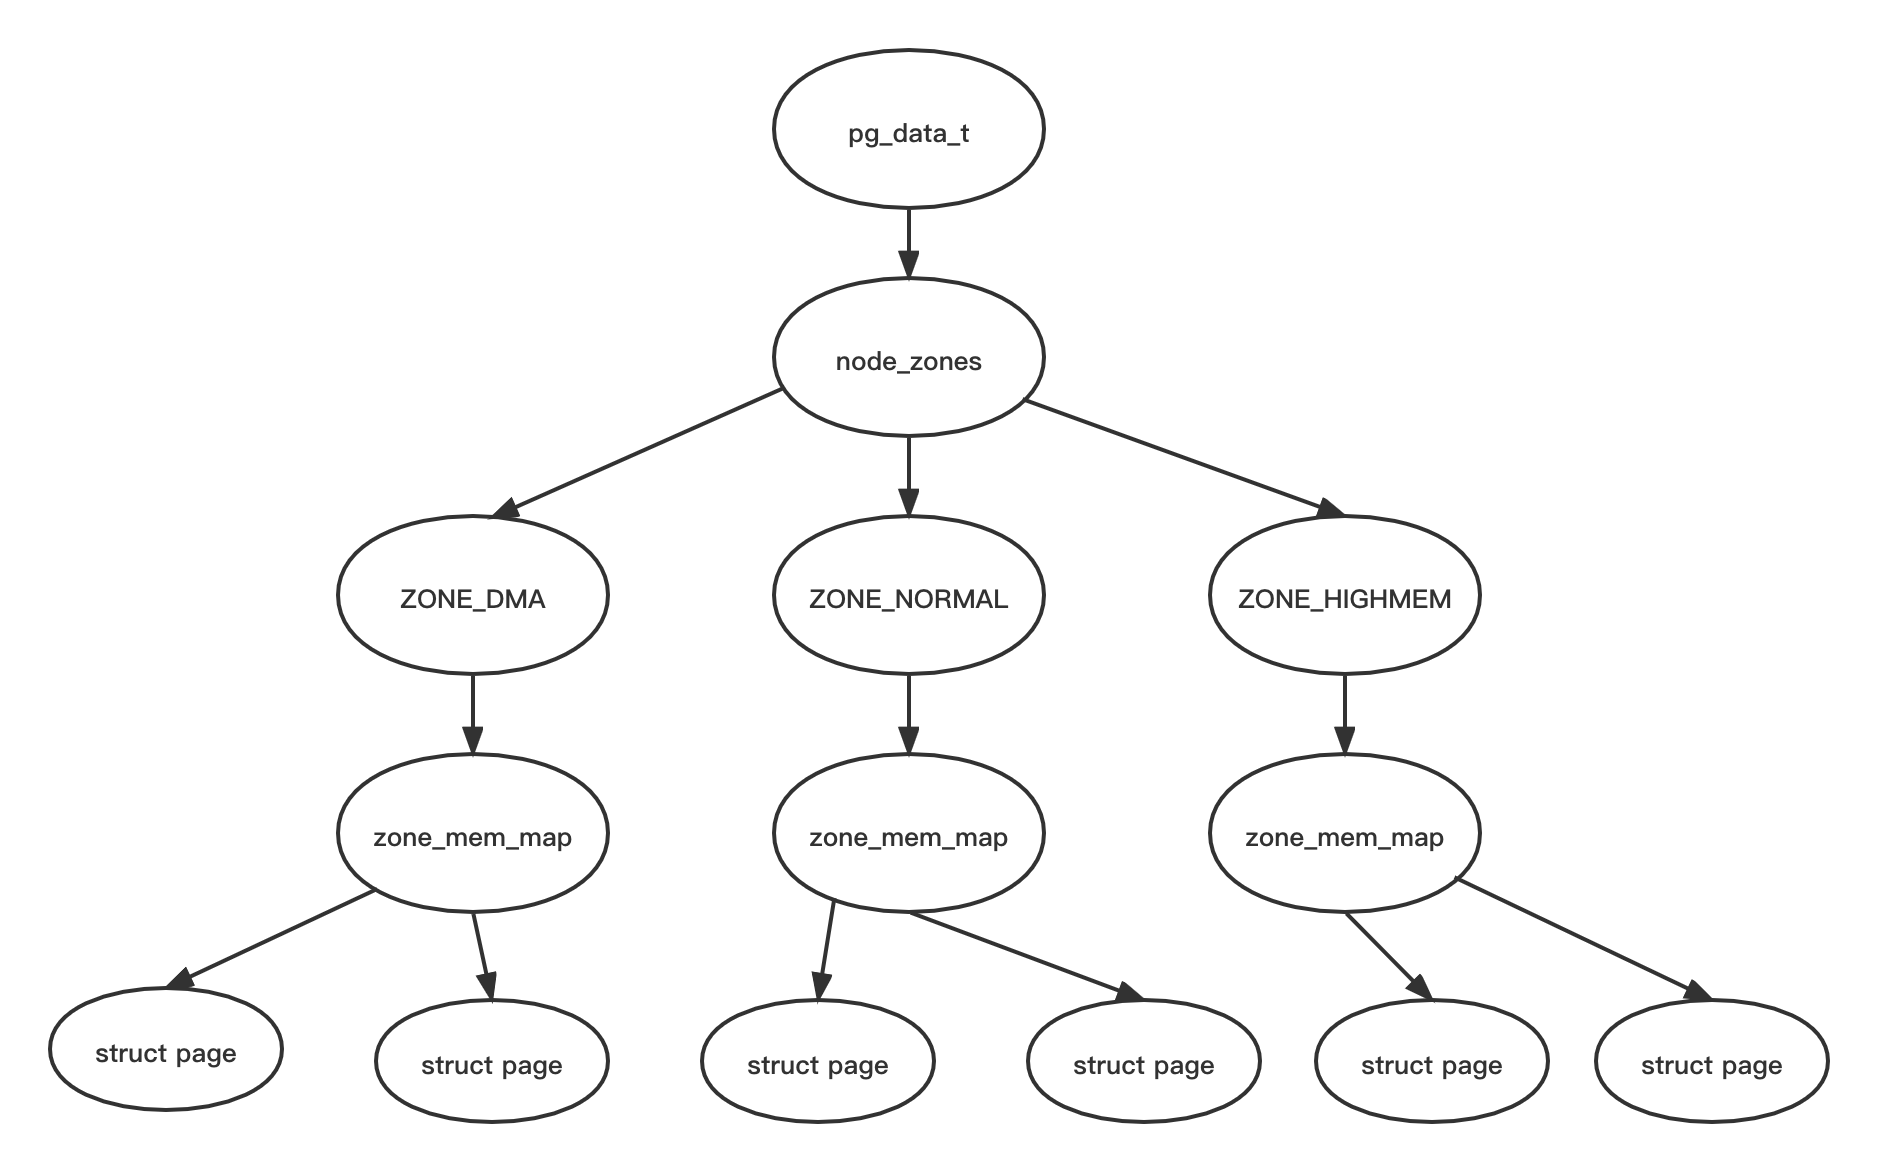 pg_data_t
node_zones
ZONE_DMA
ZONE_NORMAL
ZONE_HIGHMEM
zone_mem_map
zone_mem_map
zone_mem_map
struct page
struct page
struct page
struct page
struct page
struct page